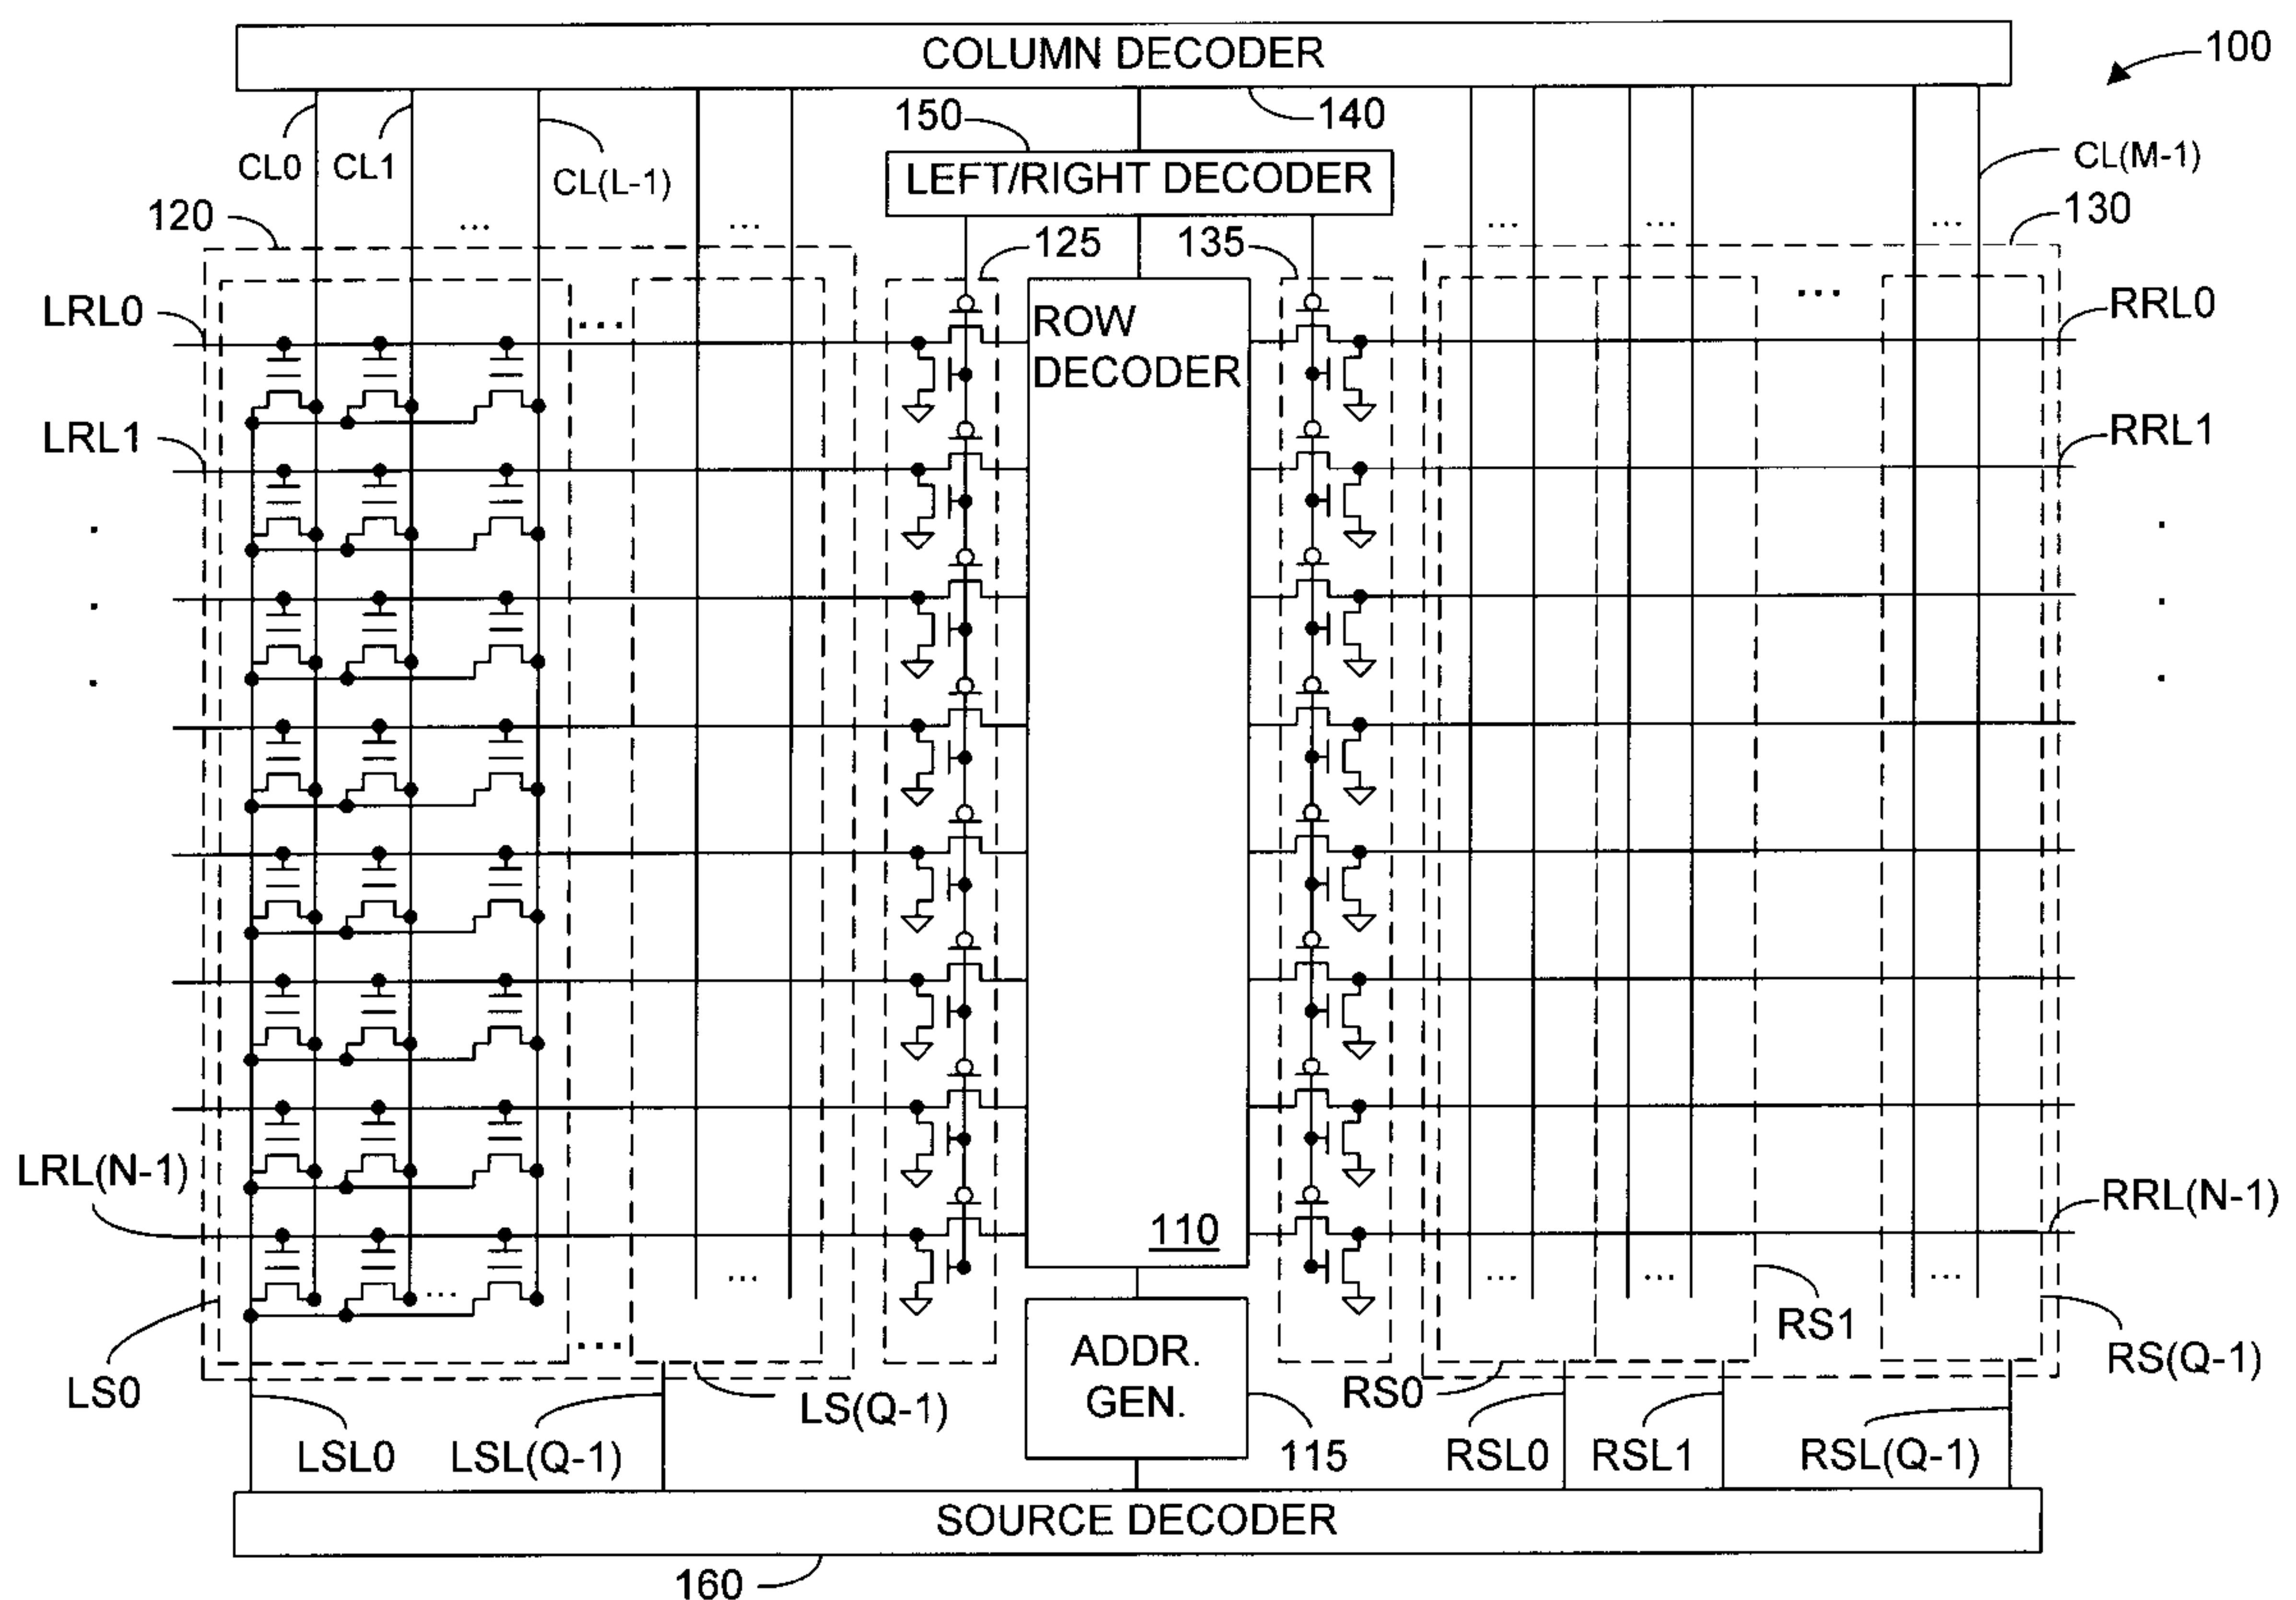 COLUMN DECODER
100
150
140
CL0
CL1
CL(L-1)
LEFT/RIGHT DECODER
CL(M-1)
120
...
...
125
135
...
...
...
130
LRL0
...
ROW
DECODER
...
RRL0
LRL1
RRL1
.
.
.
.
.
.
LRL(N-1)
110
RRL(N-1)
...
...
...
...
...
LS0
...
LS(Q-1)
ADDR.
GEN.
RS0
RS1
RS(Q-1)
LSL0
LSL(Q-1)
115
RSL0
RSL1
RSL(Q-1)
SOURCE DECODER
160